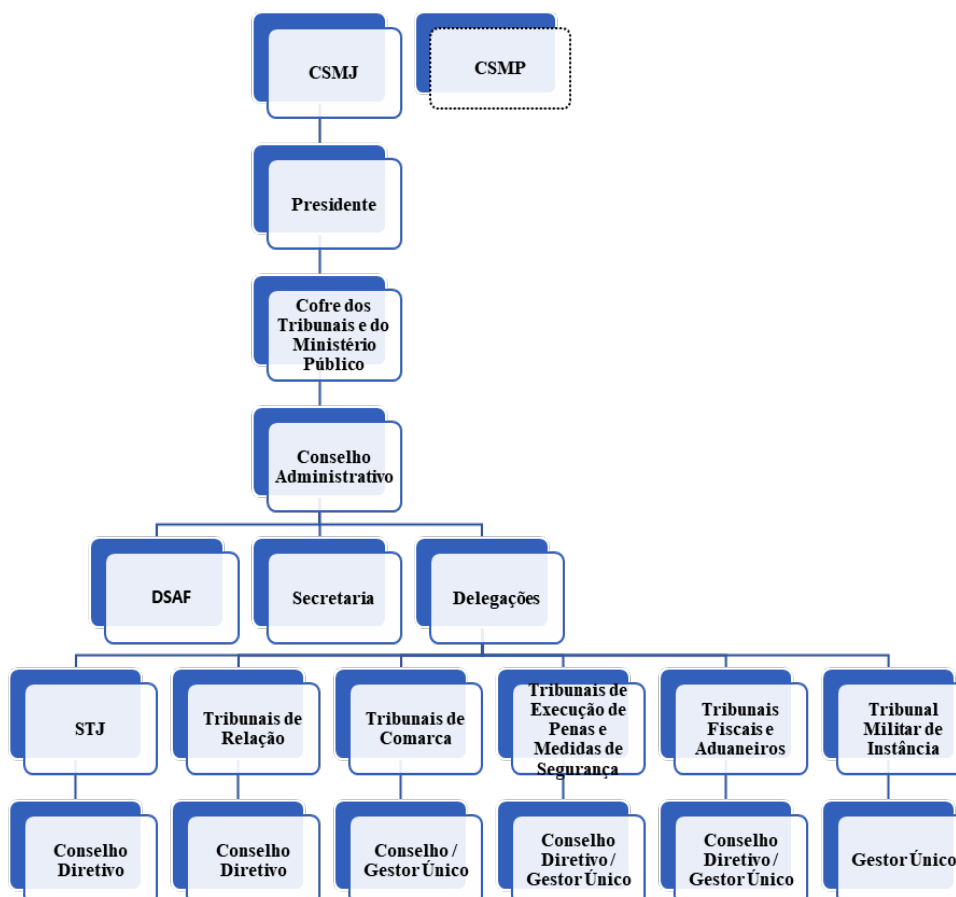 CSMJ
CSMP
Presidente
Cofre dos
Tribunais e do
Ministério
Público
Conselho
Administrativo
DSAF
Secretaria
Delegações
STJ
Tribunais de
Relação
Tribunais de
Comarca
Tribunais de
Execução de
Penas e
Medidas de
Segurança
Tribunais
Fiscais e
Aduaneiros
Tribunal
Militar de
Instância
Conselho
Diretivo
Conselho
Diretivo
Conselho /
Gestor Único
Conselho
Diretivo /
Gestor Único
Conselho
Diretivo /
Gestor Único
Gestor Único